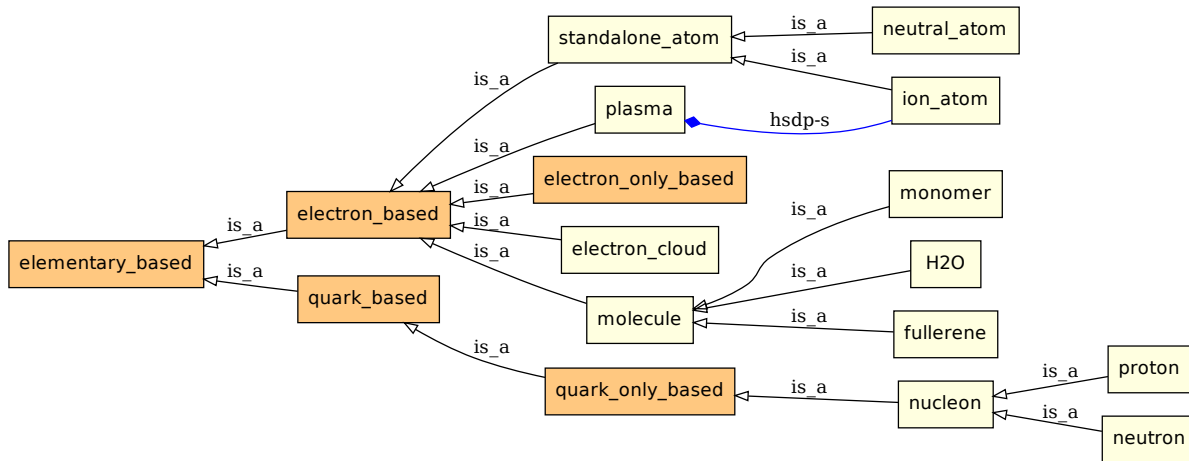 is_a
neutral_atom
standalone_atom
is_a
is_a
ion_atom
plasma
hsdp-s
is_a
electron_only_based
is_a
monomer
electron_based
is_a
is_a
is_a
electron_cloud
elementary_based
is_a
is_a
H2O
is_a
quark_based
molecule
is_a
fullerene
is_a
quark_only_based
is_a
nucleon
is_a
proton
is_a
neutron